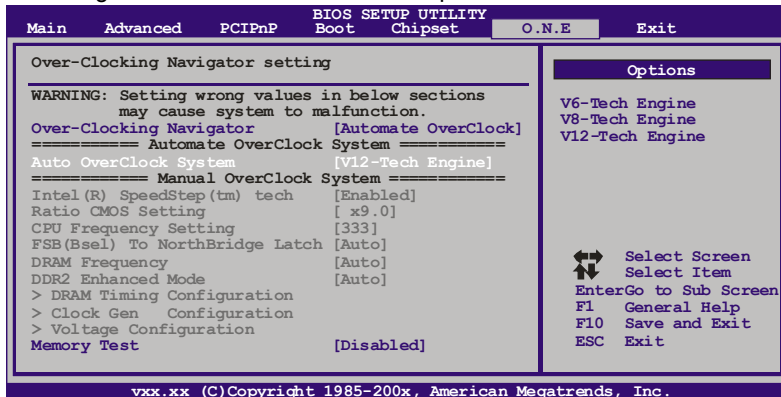 BIOS SETUP UTILITY
Main Advanced PCIPnP Boot Chipset O.N.E Exit
Over-Clocking Navigator setting
WARNING: Setting wrong values in below sections
may cause system to malfunction.
Over-Clocking Navigator [Automate OverClock]
=========== Automate OverClock System ===========
Auto OverClock System [V12-Tech Engine]
============ Manual OverClock System ============
Intel(R) SpeedStep(tm) tech [Enabled]
Ratio CMOS Setting [ x9.0]
CPU Frequency Setting [333]
FSB(Bsel) To NorthBridge Latch [Auto]
DRAM Frequency [Auto]
DDR2 Enhanced Mode [Auto]
> DRAM Timing Configuration
> Clock Gen Configuration
> Voltage Configuration
Memory Test [Disabled]
Options
V6-Tech Engine
V8-Tech Engine
V12-Tech Engine
Select Screen
Select Item
EnterGo to Sub Screen
F1 General Help
F10 Save and Exit
ESC Exit
vxx.xx (C)Copyright 1985-200x, American Megatrends, Inc.